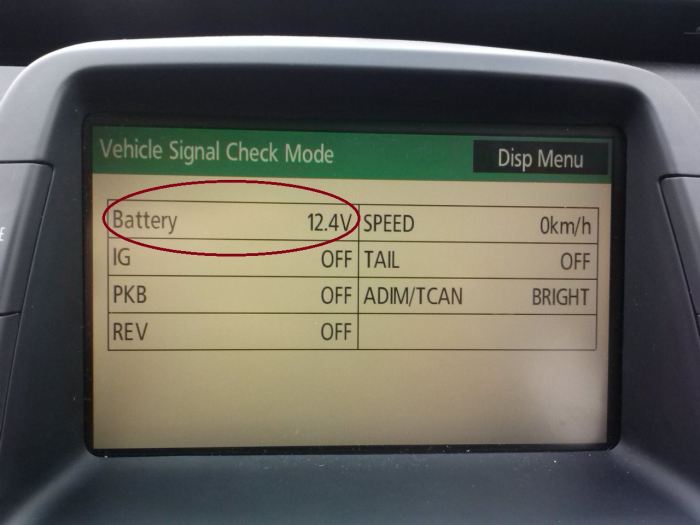 Vehicle Signal Check Mode Disp Menu
Battery 12.4V SPEED 0km/h
IG OFF TAIL OFF
PKB OFF ADIM/TCAN BRIGHT
REV OFF